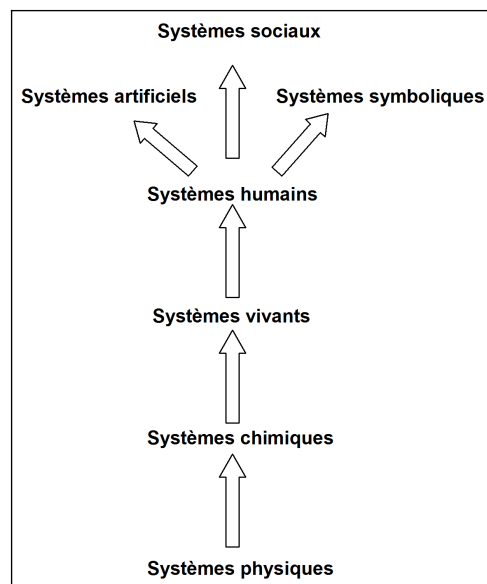 Systèmes sociaux
Systèmes artificiels
Systèmes symboliques
Systèmes humains
Systèmes vivants
Systèmes chimiques
Systèmes physiques